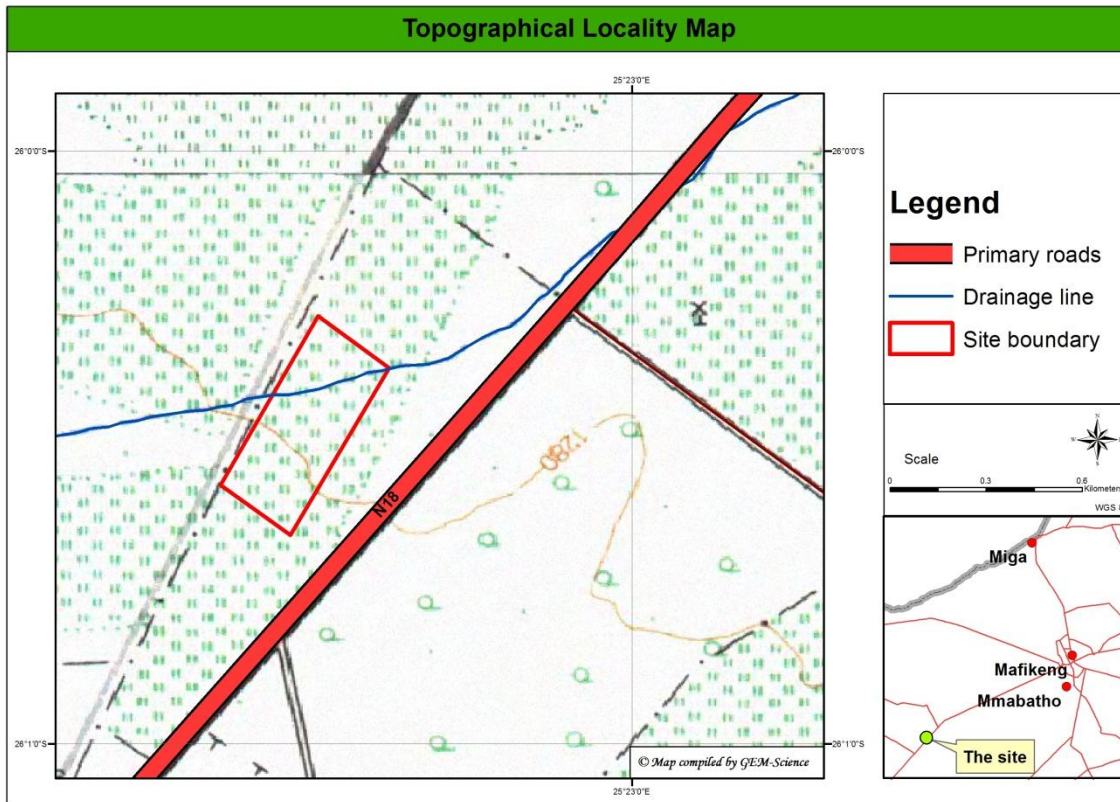 Topographical Locality Map
25°23'0"E
26°0'0"S
26°0'0"S
1280
N18
26°1'0"S
26°1'0"S
25°23'0"E
© Map compiled by GEM-Science
Legend
Primary roads
Drainage line
Site boundary
N
W
E
S
Scale
0
0.3
0.6
Kilometers
WGS
Miga
Mafikeng
Mmabatho
The site